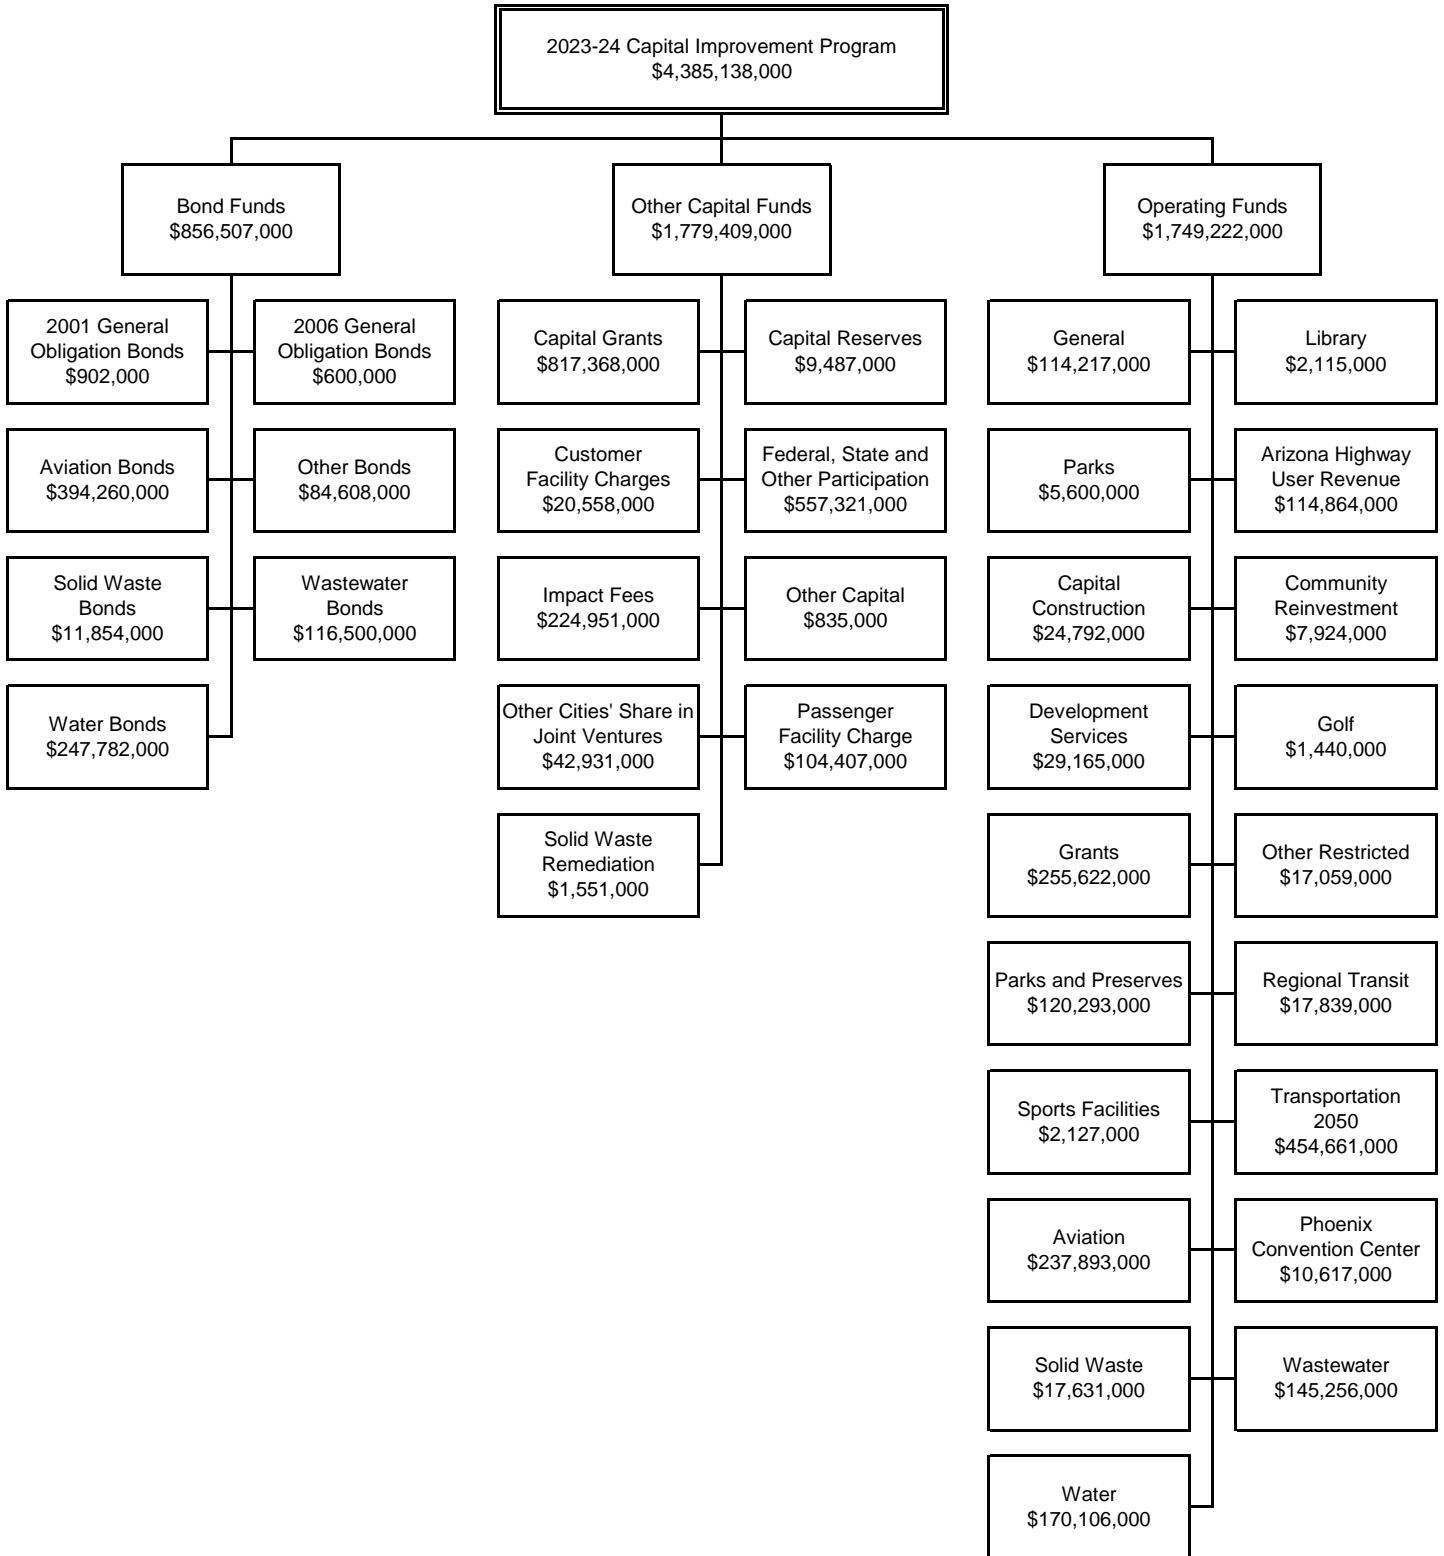 2023-24 Capital Improvement Program
$4,385,138,000
Bond Funds
$856,507,000
Other Capital Funds
$1,779,409,000
Operating Funds
$1,749,222,000
2001 General
Obligation Bonds
$902,000
2006 General
Obligation Bonds
$600,000
Aviation Bonds
$394,260,000
Other Bonds
$84,608,000
Solid Waste
Bonds
$11,854,000
Wastewater
Bonds
$116,500,000
Water Bonds
$247,782,000
Capital Grants
$817,368,000
Capital Reserves
$9,487,000
Customer
Facility Charges
$20,558,000
Federal, State and
Other Participation
$557,321,000
Impact Fees
$224,951,000
Other Capital
$835,000
Other Cities' Share in
Joint Ventures
$42,931,000
Passenger
Facility Charge
$104,407,000
Solid Waste
Remediation
$1,551,000
General
$114,217,000
Library
$2,115,000
Parks
$5,600,000
Arizona Highway
User Revenue
$114,864,000
Capital
Construction
$24,792,000
Community
Reinvestment
$7,924,000
Development
Services
$29,165,000
Golf
$1,440,000
Grants
$255,622,000
Other Restricted
$17,059,000
Parks and Preserves
$120,293,000
Regional Transit
$17,839,000
Sports Facilities
$2,127,000
Transportation
2050
$454,661,000
Aviation
$237,893,000
Phoenix
Convention Center
$10,617,000
Solid Waste
$17,631,000
Wastewater
$145,256,000
Water
$170,106,000